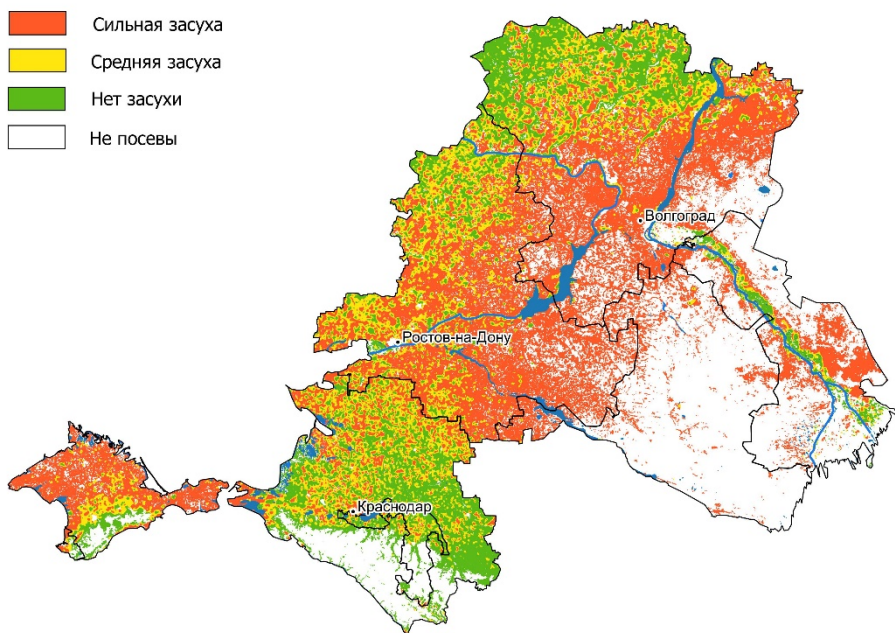 Сильная засуха
Средняя засуха
Нет засухи
Не посевы
Волгоград
Ростов-на-Дону
Краснодар